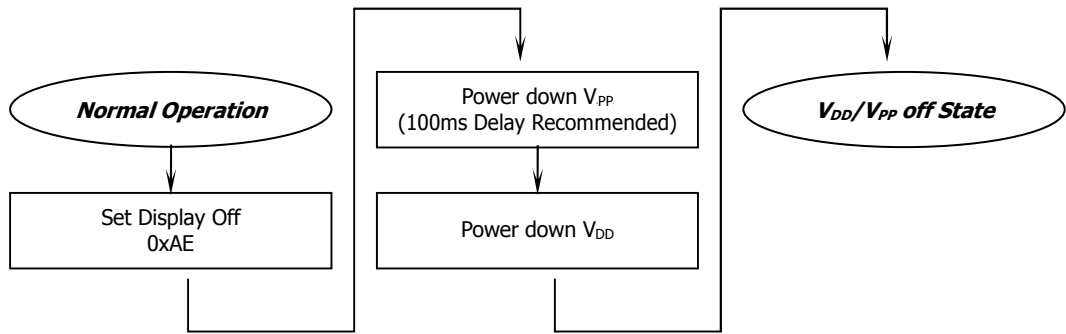 Normal Operation
Set Display Off
0xAE
Power down VPP
(100ms Delay Recommended)
Power down VDD
VDD/VPP off State